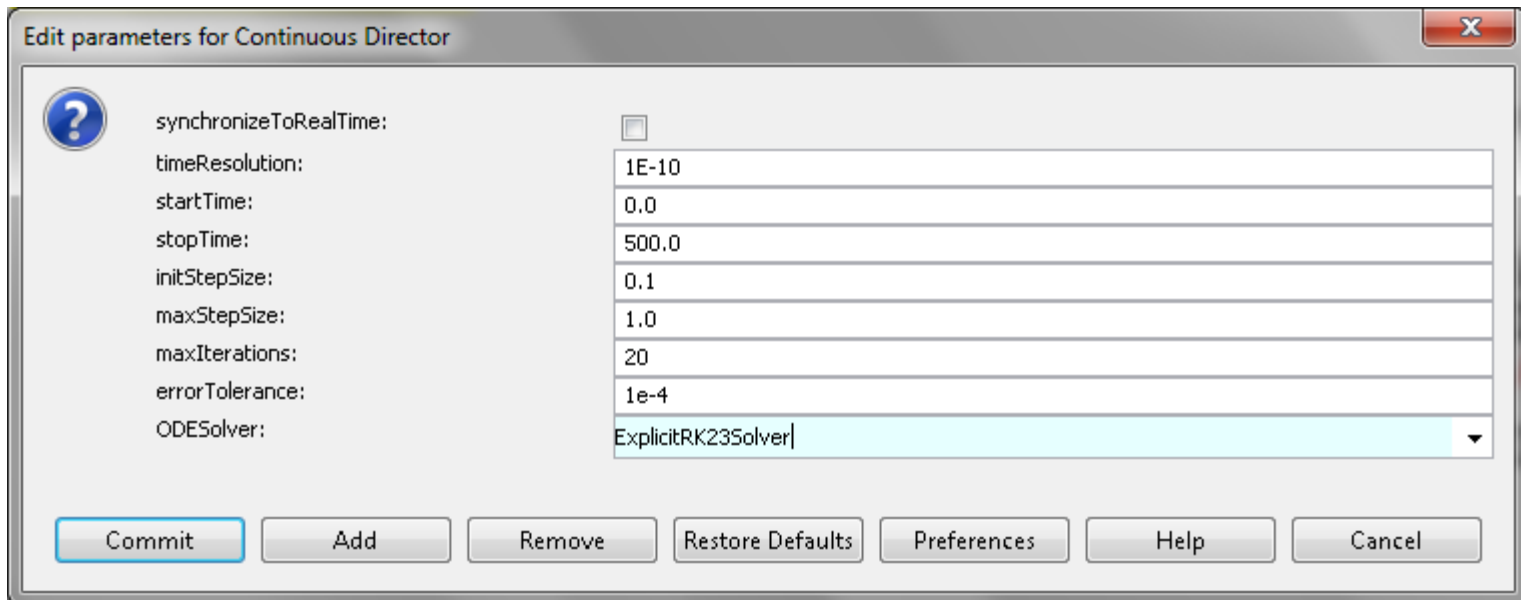 Edit parameters for Continuous Director
synchronizeToRealTime:
timeResolution: 1E-10
startTime: 0.0
stopTime: 500.0
initStepSize: 0.1
maxStepSize: 1.0
maxIterations: 20
errorTolerance: 1e-4
ODESolver: ExplicitRK23Solver
Commit Add Remove Restore Defaults Preferences Help Cancel